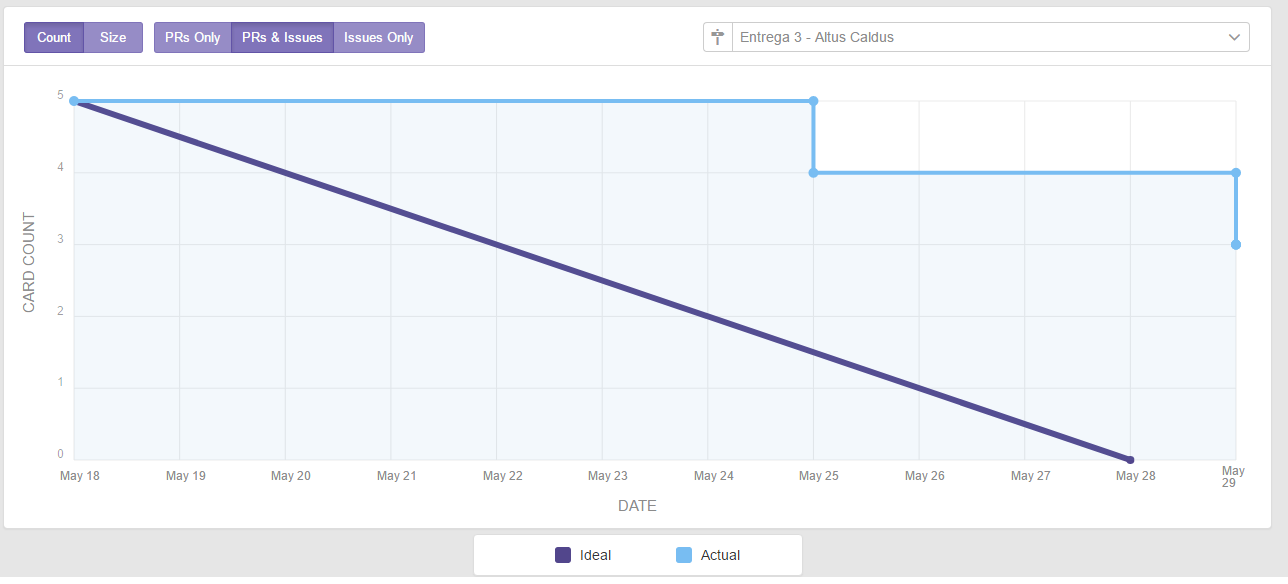 Count Size PRs Only PRs & Issues Issues Only Entrega 3 - Altus Caldus
5
4
3
2
1
0
CARD COUNT
May 18 May 19 May 20 May 21 May 22 May 23 May 24 May 25 May 26 May 27 May 28 May 29
DATE
Ideal Actual